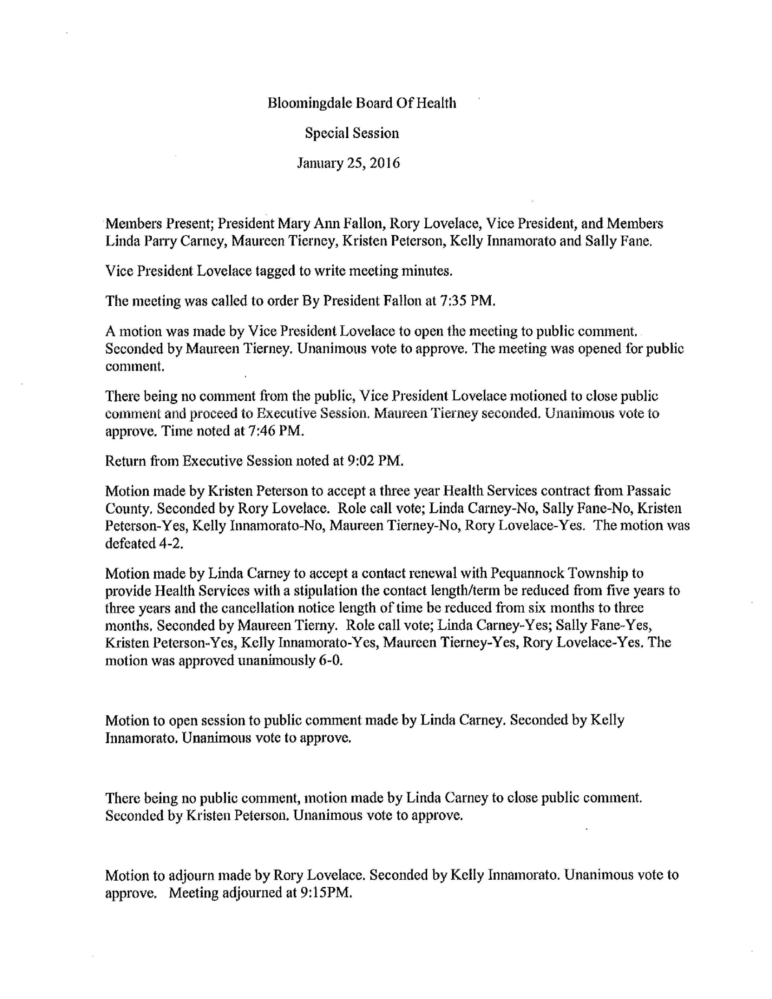 Bloomingdale Board Of Health
Special Session
January 25, 2016
Members Present; President Mary Ann Fallon, Rory Lovelace, Vice President, and Members
Linda Parry Carney, Maureen Tierney, Kristen Peterson, Kelly Innamorato and Sally Fane.
Vice President Lovelace tagged to write meeting minutes.
The meeting was called to order By President Fallon at 7:35 PM.
A motion was made by Vice President Lovelace to open the meeting to public comment.
Seconded by Maureen Tierney. Unanimous vote to approve. The meeting was opened for public
comment.
There being no comment from the public, Vice President Lovelace motioned to close public
comment and proceed to Executive Session. Maureen Tierney seconded. Unanimous vote to
approve. Time noted at 7:46 PM.
Return from Executive Session noted at 9:02 PM.
Motion made by Kristen Peterson to accept a three year Health Services contract from Passaic
County. Seconded by Rory Lovelace. Role call vote; Linda Carney-No, Sally Fane-No, Kristen
Peterson-Yes, Kelly Innamorato-No, Maureen Tierney-No, Rory Lovelace-Yes. The motion was
defeated 4-2.
Motion made by Linda Carney to accept a contact renewal with Pequannock Township to
provide Health Services with a stipulation the contact length/term be reduced from five years to
three years and the cancellation notice length of time be reduced from six months to three
months. Seconded by Maureen Tierny. Role call vote; Linda Carney-Yes; Sally Fane-Yes,
Kristen Peterson-Yes, Kelly Innamorato-Yes, Maureen Tierney-Yes, Rory Lovelace-Yes. The
motion was approved unanimously 6-0.
Motion to open session to public comment made by Linda Carney. Seconded by Kelly
Innamorato. Unanimous vote to approve.
There being no public comment, motion made by Linda Carney to close public comment.
Seconded by Kristen Peterson. Unanimous vote to approve.
Motion to adjourn made by Rory Lovelace. Seconded by Kelly Innamorato. Unanimous vote to
approve. Meeting adjourned at 9:15PM.